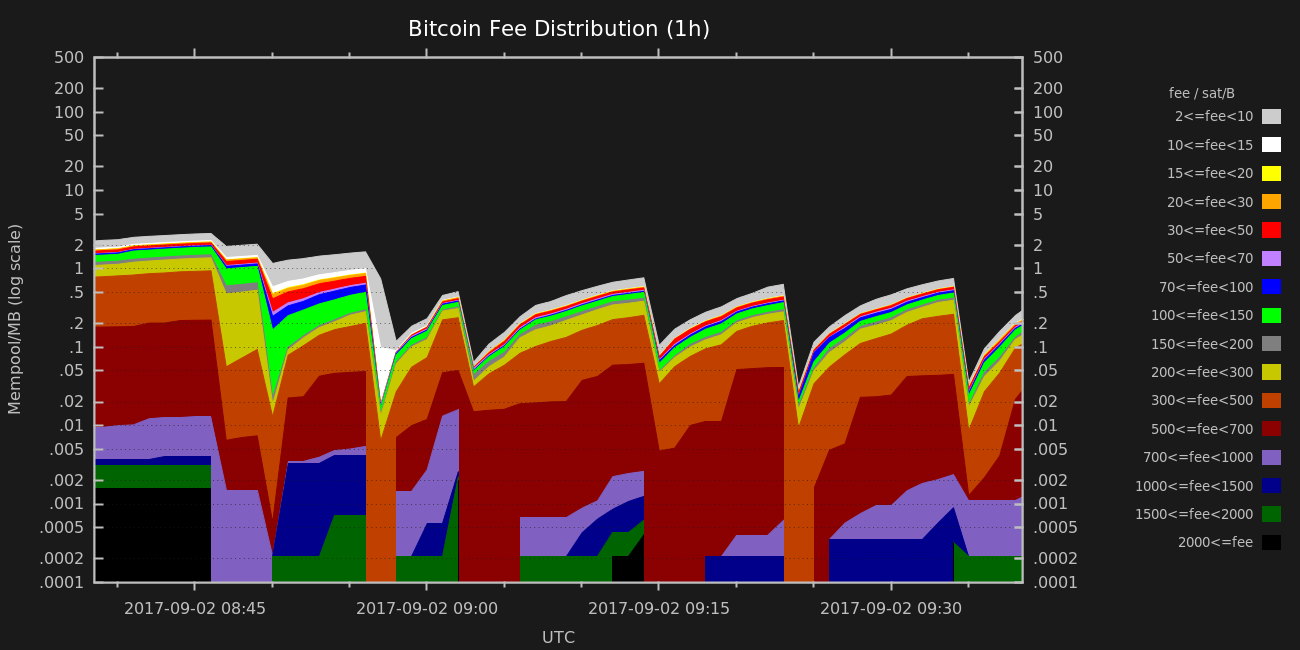 Bitcoin Fee Distribution (1h)
Mempool/MB (log scale)
500
200
100
50
20
10
5
2
1
.5
.2
.1
.05
.02
.01
.005
.002
.001
.0005
.0002
.0001
500
200
100
50
20
10
5
2
1
.5
.2
.1
.05
.02
.01
.005
.002
.001
.0005
.0002
.0001
2017-09-02 08:45 2017-09-02 09:00 2017-09-02 09:15 2017-09-02 09:30
UTC
fee / sat/B
2<=fee<10
10<=fee<15
15<=fee<20
20<=fee<30
30<=fee<50
50<=fee<70
70<=fee<100
100<=fee<150
150<=fee<200
200<=fee<300
300<=fee<500
500<=fee<700
700<=fee<1000
1000<=fee<1500
1500<=fee<2000
2000<=fee